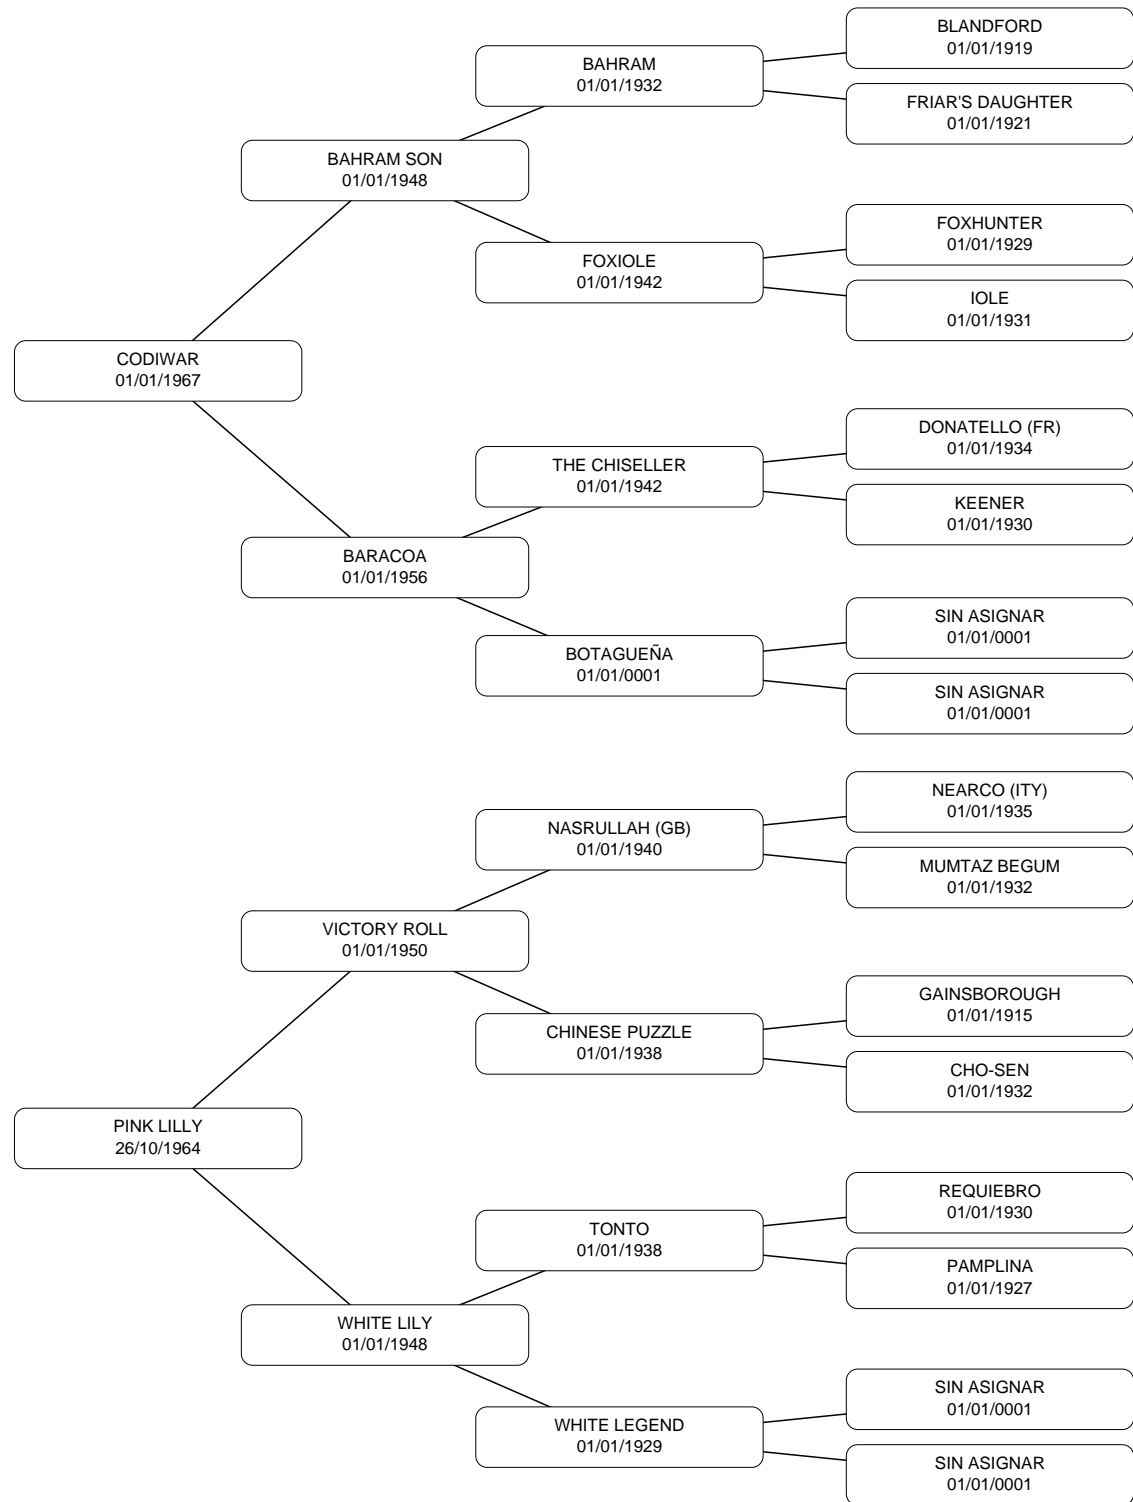 BLANDFORD
01/01/1919
BAHRAM
01/01/1932
FRIAR'S DAUGHTER
01/01/1921
BAHRAM SON
01/01/1948
FOXHUNTER
01/01/1929
FOXIOLE
01/01/1942
IOLE
01/01/1931
CODIWAR
01/01/1967
DONATELLO (FR)
01/01/1934
THE CHISELLER
01/01/1942
KEENER
01/01/1930
BARACOA
01/01/1956
SIN ASIGNAR
01/01/0001
BOTAGUEÑA
01/01/0001
SIN ASIGNAR
01/01/0001
NEARCO (ITY)
01/01/1935
NASRULLAH (GB)
01/01/1940
MUMTAZ BEGUM
01/01/1932
VICTORY ROLL
01/01/1950
GAINSBOROUGH
01/01/1915
CHINESE PUZZLE
01/01/1938
CHO-SEN
01/01/1932
PINK LILLY
26/10/1964
REQUIEBRO
01/01/1930
TONTO
01/01/1938
PAMPLINA
01/01/1927
WHITE LILY
01/01/1948
SIN ASIGNAR
01/01/0001
WHITE LEGEND
01/01/1929
SIN ASIGNAR
01/01/0001